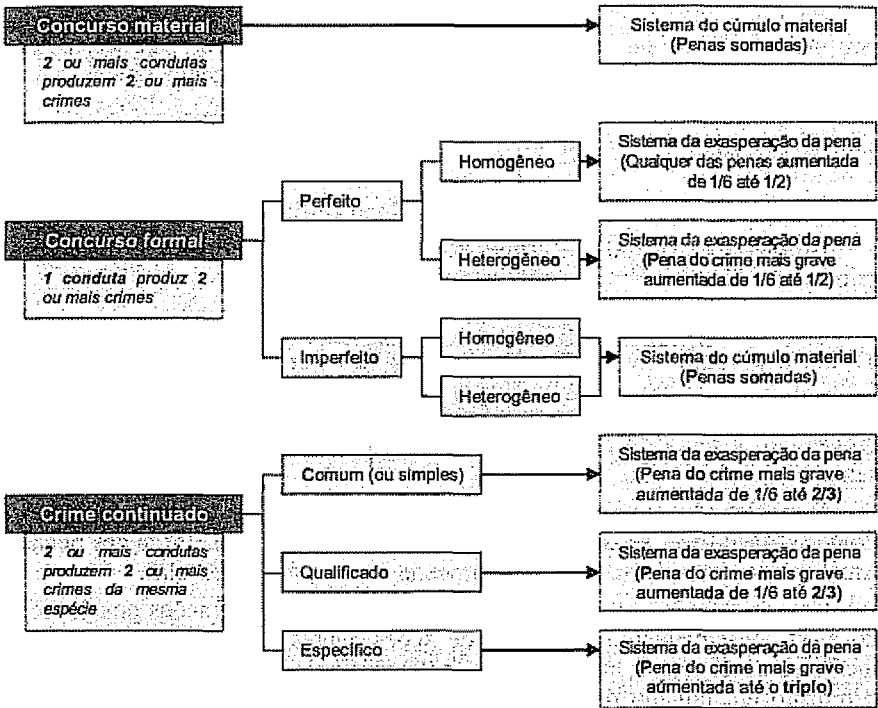 Concurso material
2 ou mais condutas
produzem 2 ou mais
crimes
Sistema do cúmulo material
(Penas somadas)
Concurso formal
1 conduta produz 2
ou mais crimes
Perfeito
Homogêneo
Sistema da exasperação da pena
(Qualquer das penas aumentada
de 1/6 até 1/2)
Heterogêneo
Sistema da exasperação da pena
(Pena do crime mais grave
aumentada de 1/6 até 1/2)
Imperfeito
Homogêneo
Heterogêneo
Sistema do cúmulo material
(Penas somadas)
Crime continuado
2 ou mais condutas
produzem 2 ou mais
crimes da mesma
espécie
Comum (ou simples)
Sistema da exasperação da pena
(Pena do crime mais grave
aumentada de 1/6 até 2/3)
Qualificado
Sistema da exasperação da pena
(Pena do crime mais grave
aumentada de 1/6 até 2/3)
Específico
Sistema da exasperação da pena
(Pena do crime mais grave
aumentada até o triplo)